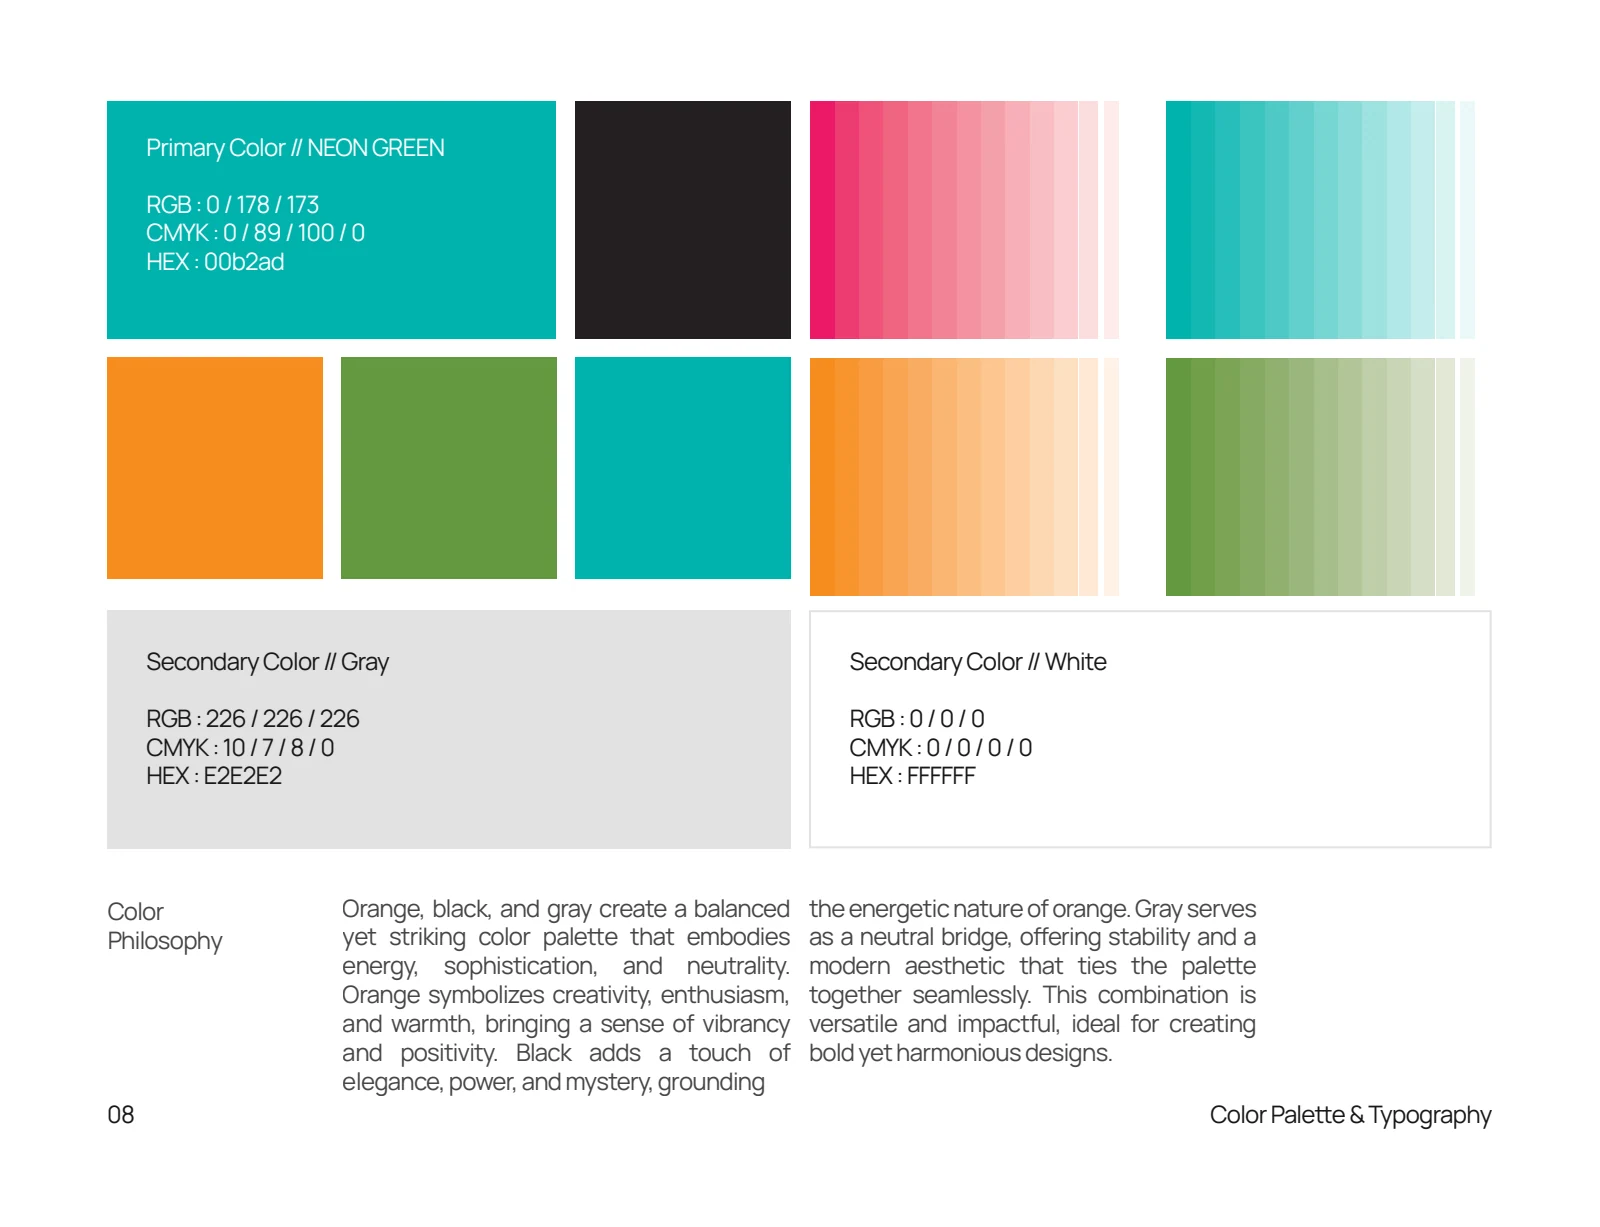 Primary Color // NEON GREEN
RGB : 0 / 178 / 173
CMYK : 0 / 89 / 100 / 0
HEX : 00b2ad
Secondary Color // Gray
RGB : 226 / 226 / 226
CMYK : 10 / 7 / 8 / 0
HEX : E2E2E2
Secondary Color // White
RGB : 0 / 0 / 0
CMYK : 0 / 0 / 0 / 0
HEX : FFFFFF
Color
Philosophy
Orange, black, and gray create a balanced
yet striking color palette that embodies
energy, sophistication, and neutrality.
Orange symbolizes creativity, enthusiasm,
and warmth, bringing a sense of vibrancy
and positivity. Black adds a touch of
elegance, power, and mystery, grounding
the energetic nature of orange. Gray serves
as a neutral bridge, offering stability and a
modern aesthetic that ties the palette
together seamlessly. This combination is
versatile and impactful, ideal for creating
bold yet harmonious designs.
08
Color Palette & Typography